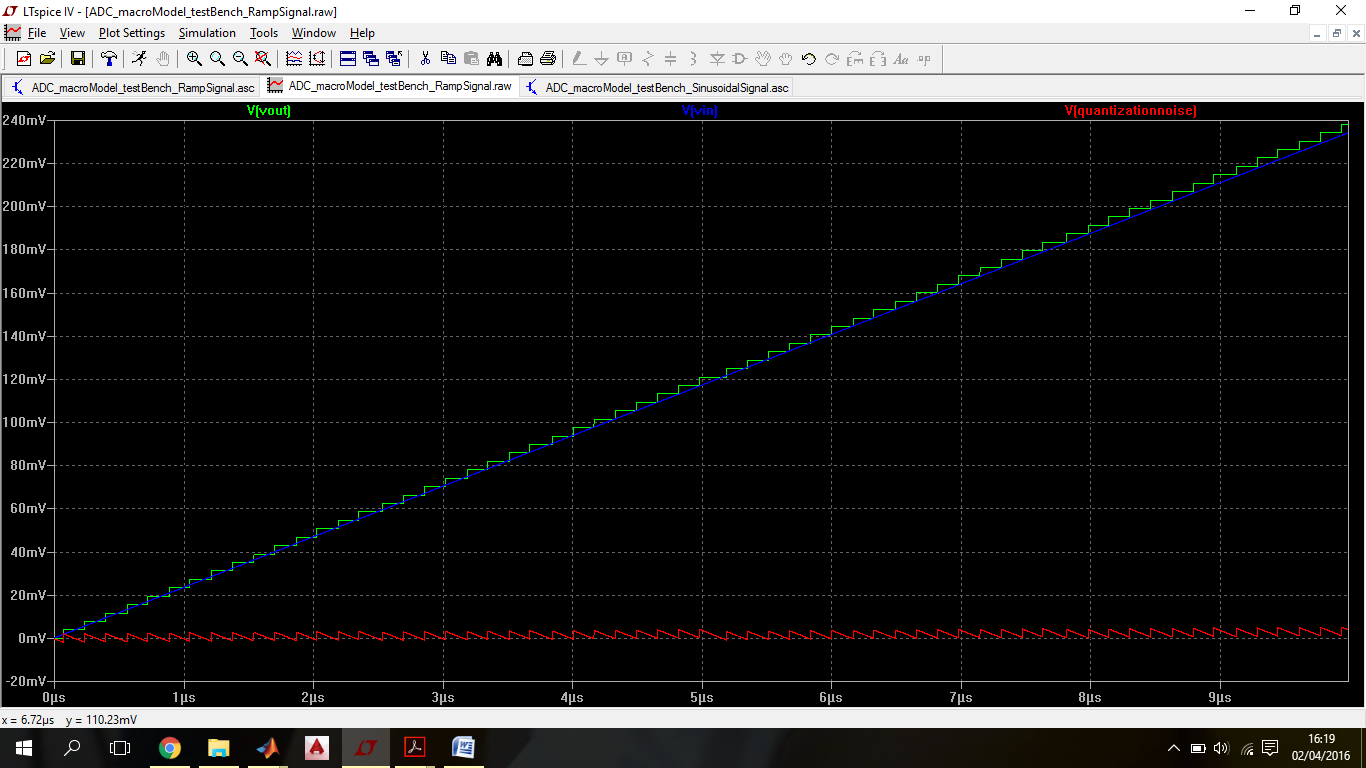 LTspice IV - [ADC_macroModel_testBench_RampSignal.raw]
File View Plot Settings Simulation Tools Window Help
ADC_macroModel_testBench_RampSignal.asc ADC_macroModel_testBench_RampSignal.raw ADC_macroModel_testBench_SinusoidalSignal.asc
V(vout) V(vin) V(quantizationnoise)
240mV
220mV
200mV
180mV
160mV
140mV
120mV
100mV
80mV
60mV
40mV
20mV
0mV
-20mV
0µs 1µs 2µs 3µs 4µs 5µs 6µs 7µs 8µs 9µs
x = 6.72µs y = 110.23mV
16:19
02/04/2016